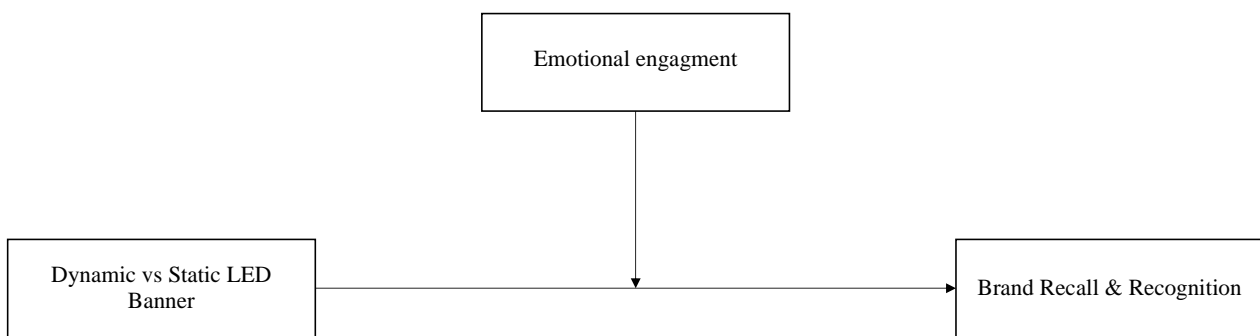 Emotional engagment
Dynamic vs Static LED
Banner
Brand Recall & Recognition